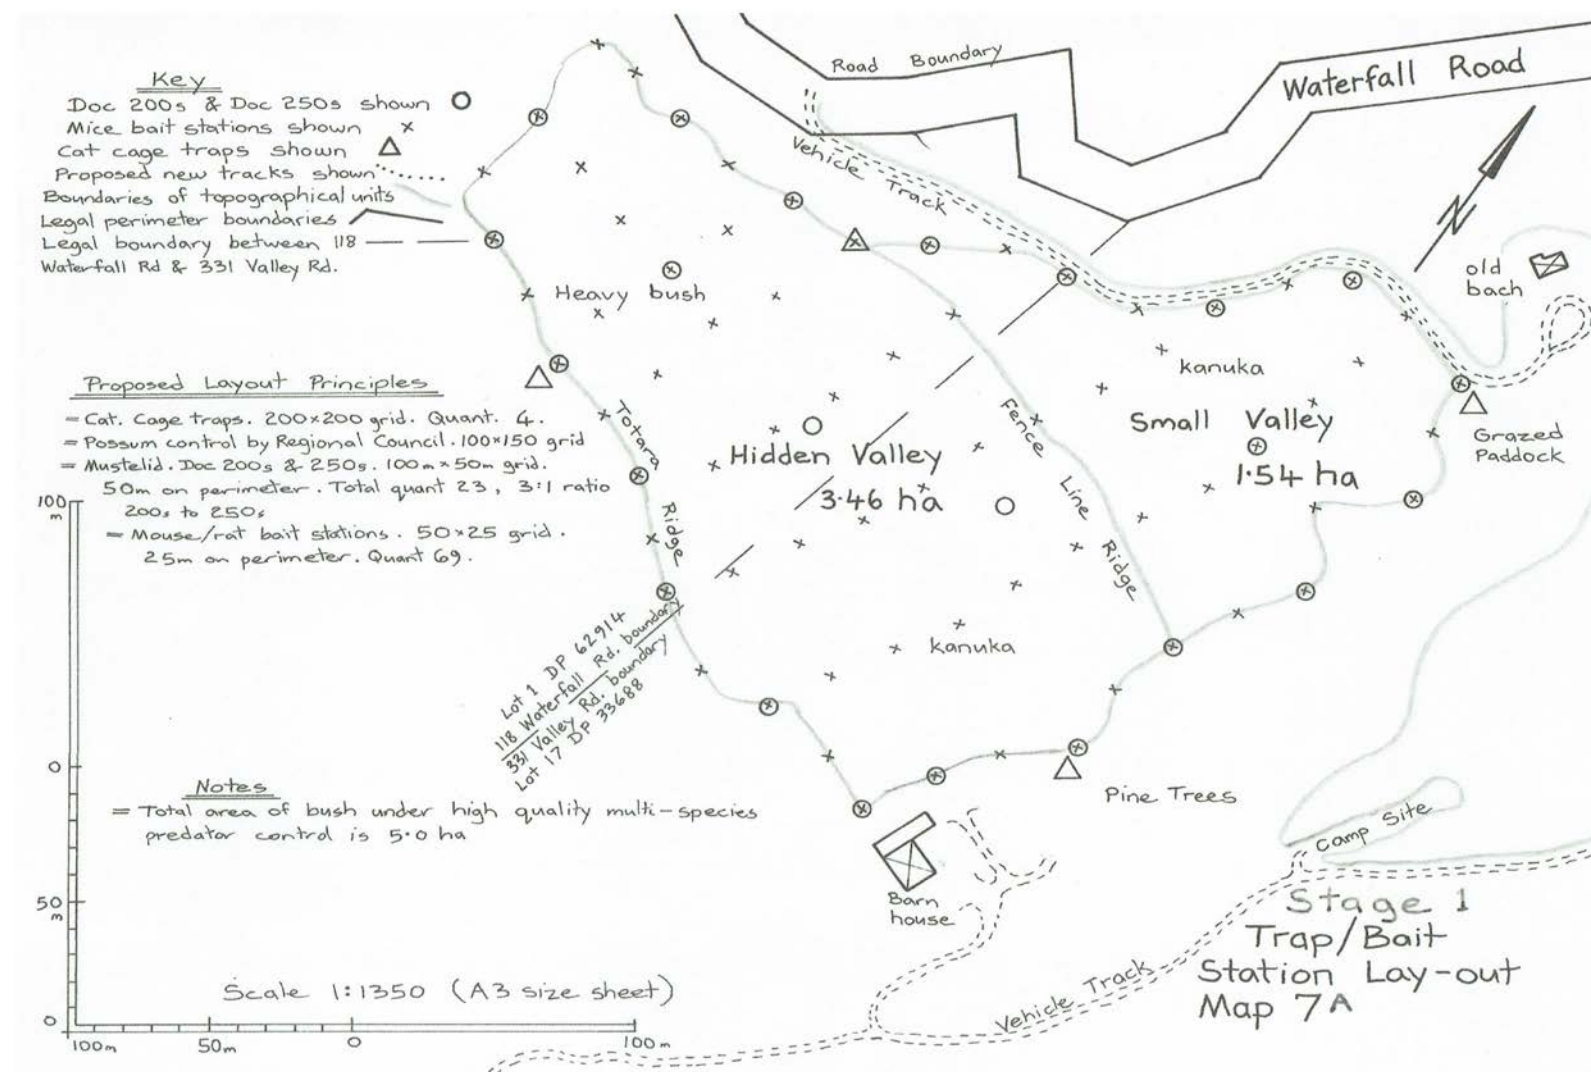 Key
Doc 200s & Doc 250s shown
Mice bait stations shown
Cat cage traps shown
Proposed new tracks shown
Boundaries of topographical units
Legal perimeter boundaries
Legal boundary between 118
Waterfall Rd & 331 Valley Rd.
Road Boundary
Waterfall Road
Vehicle Track
N
old
bach
Heavy bush
kanuka
Small Valley
1.54 ha
Grazed
Paddock
Proposed Layout Principles
= Cat. Cage traps. 200x200 grid. Quant. 4.
= Possum control by Regional Council. 100x150 grid
= Mustelid. Doc 200s & 250s. 100m x 50m grid.
50m on perimeter. Total quant 23, 3:1 ratio
200s to 250s
= Mouse/rat bait stations. 50x25 grid.
25m on perimeter. Quant 69.
Totara Ridge
Hidden Valley
3.46 ha
Fence Line Ridge
kanuka
Lot 1 DP 62914
118 Waterfall Rd. boundary
331 Valley Rd. boundary
Lot 17 DP 33688
Pine Trees
Notes
= Total area of bush under high quality multi-species
predator control is 5.0 ha
Barn
house
Camp Site
Vehicle Track
Stage 1
Trap/Bait
Station Lay-out
Map 7A
Scale 1:1350 (A3 size sheet)
100
m
0
50
m
0
100m
50m
0
100m